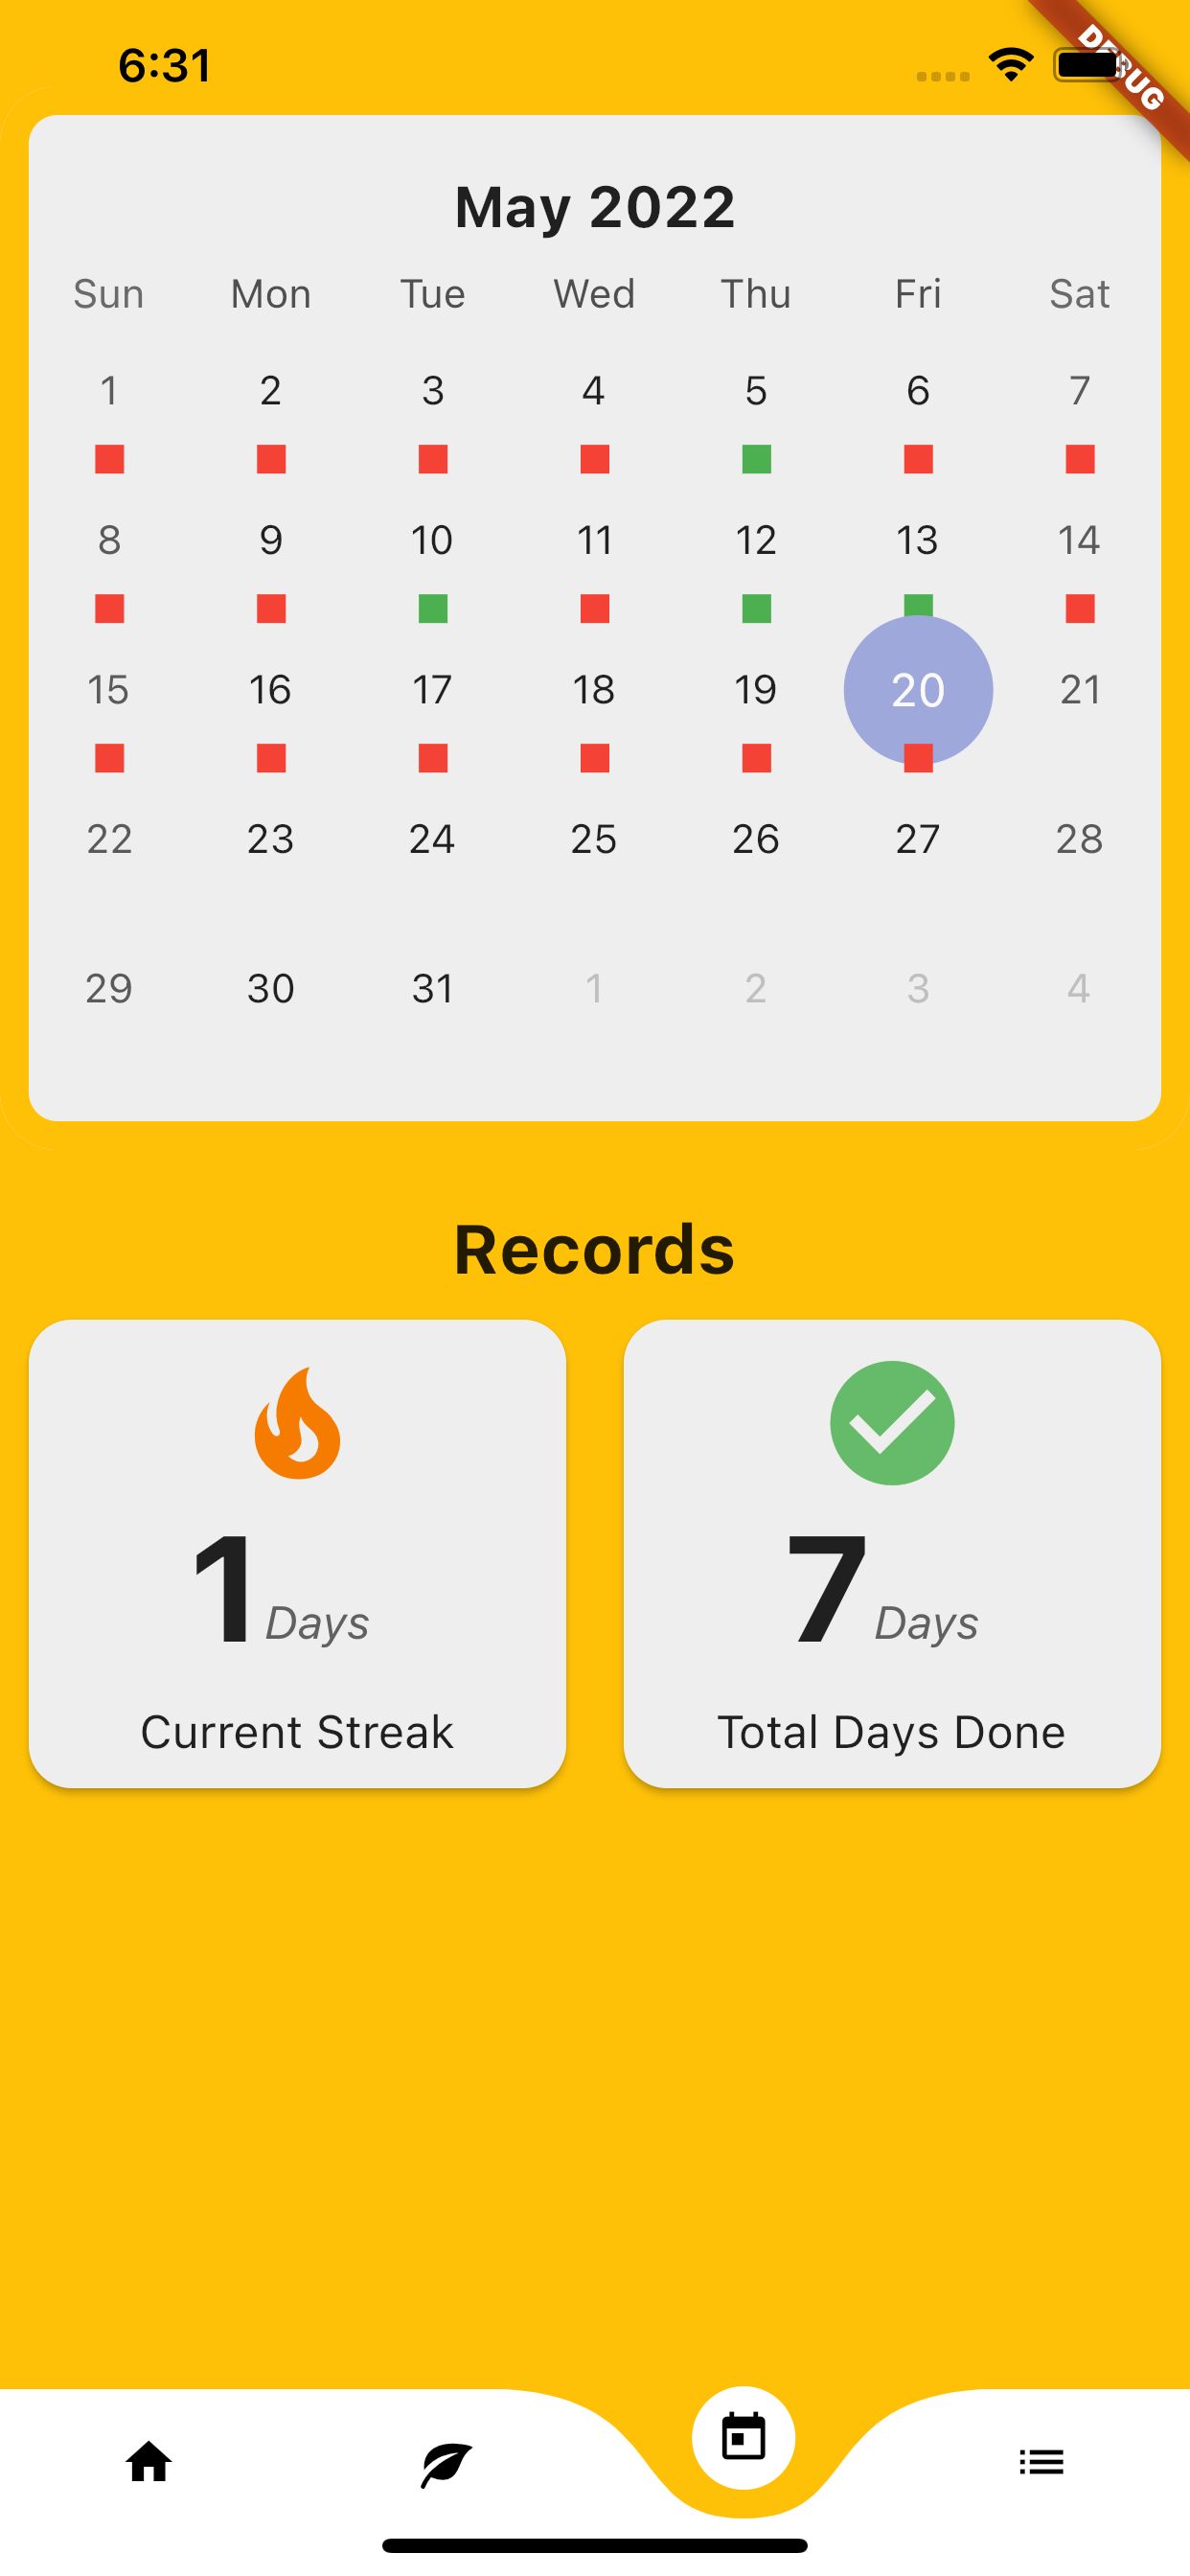 6:31
DEBUG
May 2022
Sun Mon Tue Wed Thu Fri Sat
1 2 3 4 5 6 7
8 9 10 11 12 13 14
15 16 17 18 19 20 21
22 23 24 25 26 27 28
29 30 31 1 2 3 4
Records
1 Days
Current Streak
7 Days
Total Days Done